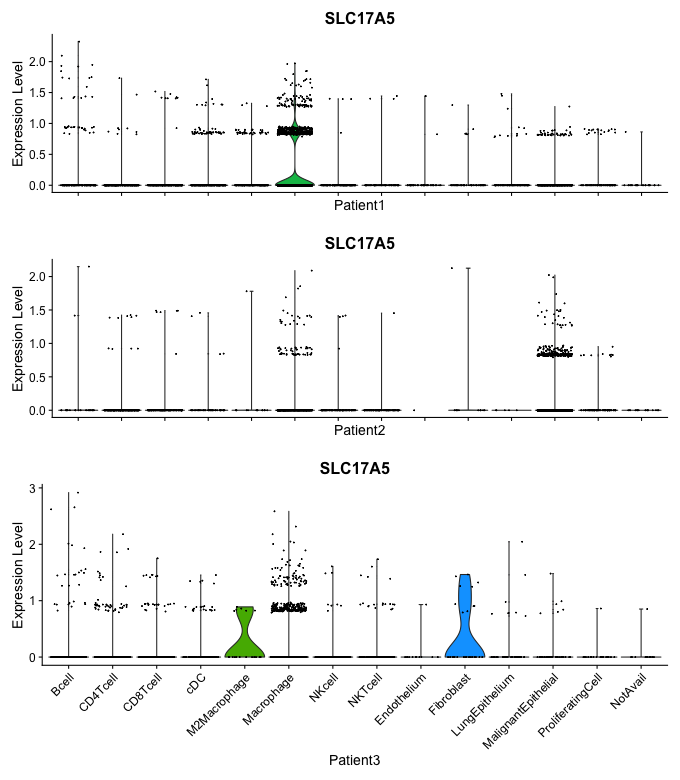 SLC17A5
Expression Level
2.0
1.5
1.0
0.5
0.0
Patient1
SLC17A5
Expression Level
2.0
1.5
1.0
0.5
0.0
Patient2
SLC17A5
Expression Level
3
2
1
0
Bcell
CD4Tcell
CD8Tcell
cDC
M2Macrophage
Macrophage
NKcell
NKTcell
Endothelium
Fibroblast
LungEpithelium
MalignantEpithelial
ProliferatingCell
NotAvail
Patient3